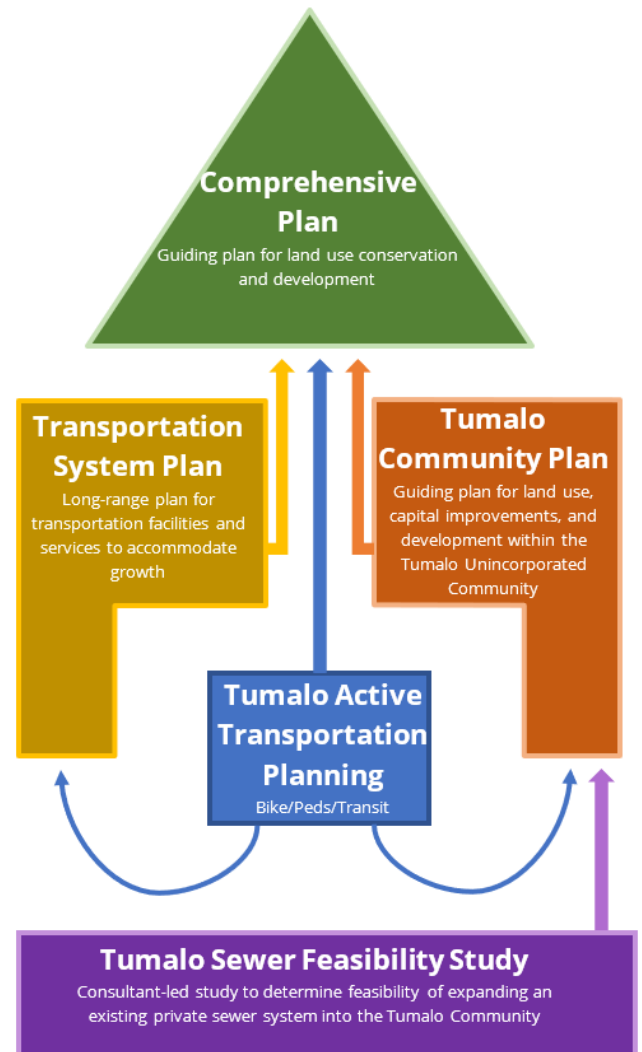 Comprehensive
Plan
Guiding plan for land use conservation
and development
Transportation
System Plan
Long-range plan for
transportation facilities and
services to accommodate
growth
Tumalo
Community Plan
Guiding plan for land use,
capital improvements, and
development within the
Tumalo Unincorporated
Community
Tumalo Active
Transportation
Planning
Bike/Peds/Transit
Tumalo Sewer Feasibility Study
Consultant-led study to determine feasibility of expanding an
existing private sewer system into the Tumalo Community